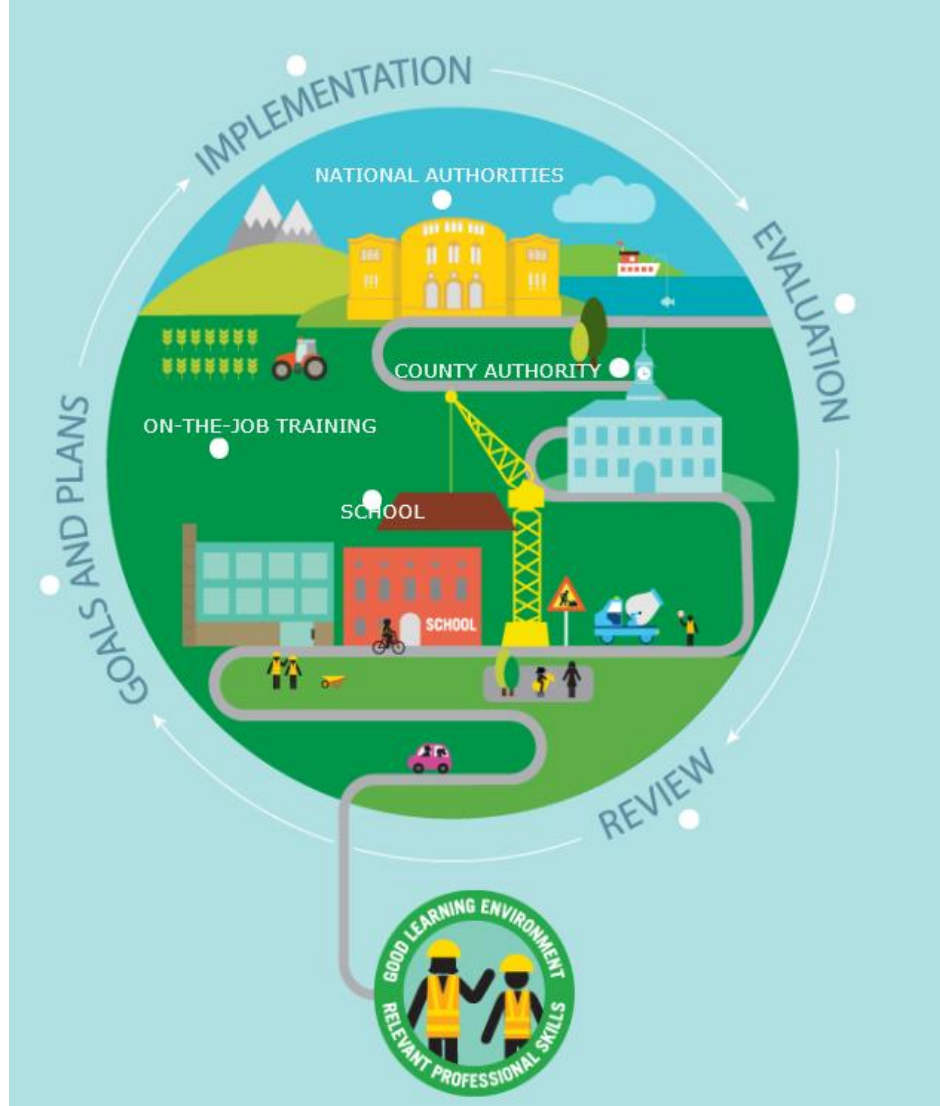 IMPLEMENTATION
NATIONAL AUTHORITIES
EVALUATION
COUNTY AUTHORITY
ON-THE-JOB TRAINING
GOALS AND PLANS
SCHOOL
SCHOOL
REVIEW
GOOD LEARNING ENVIRONMENT
RELEVANT PROFESSIONAL SKILLS